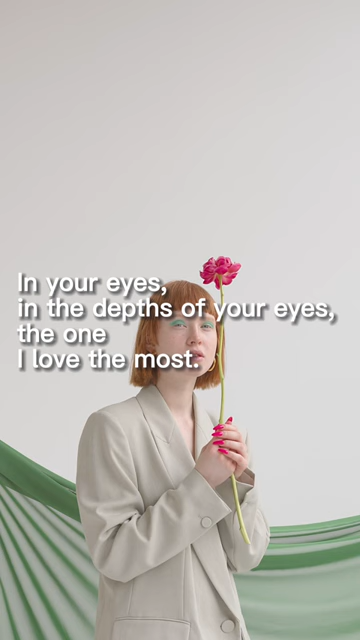 In your eyes,
in the depths of your eyes,
the one
I love the most.